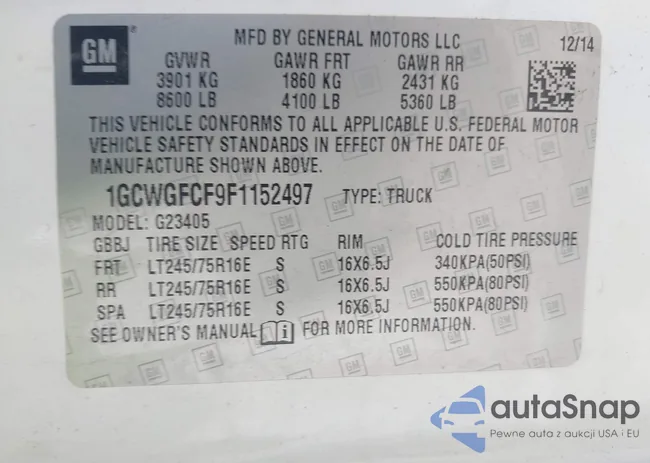 GM
MFD BY GENERAL MOTORS LLC
12/14
GVWR GAWR FRT GAWR RR
3901 KG 1860 KG 2431 KG
8600 LB 4100 LB 5360 LB
THIS VEHICLE CONFORMS TO ALL APPLICABLE U.S. FEDERAL MOTOR
VEHICLE SAFETY STANDARDS IN EFFECT ON THE DATE OF
MANUFACTURE SHOWN ABOVE.
1GCWGFCF9F1152497 TYPE: TRUCK
MODEL: G23405
GBBJ TIRE SIZE SPEED RTG RIM COLD TIRE PRESSURE
FRT LT245/75R16E S 16X6.5J 340KPA(50PSI)
RR LT245/75R16E S 16X6.5J 550KPA(80PSI)
SPA LT245/75R16E S 16X6.5J 550KPA(80PSI)
SEE OWNER'S MANUAL i FOR MORE INFORMATION.
autaSnap
Pewne auta z aukcji USA i EU